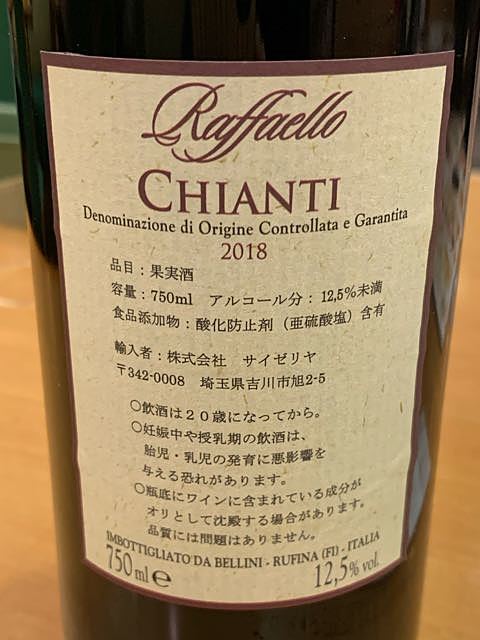 Raffaello
CHIANTI
Denominazione di Origine Controllata e Garantita
2018
品目：果実酒
容量：750ml アルコール分：12,5％未満
食品添加物：酸化防止剤（亜硫酸塩）含有
輸入者：株式会社 サイゼリヤ
〒342-0008 埼玉県吉川市旭2-5
○飲酒は２０歳になってから。
○妊娠中や授乳期の飲酒は、
胎児・乳児の発育に悪影響を
与える恐れがあります。
○瓶底にワインに含まれている成分が
オリとして沈殿する場合があります。
品質には問題はありません。
IMBOTTIGLIATO DA BELLINI - RUFINA (FI) - ITALIA
750 ml ℮ 12,5% vol.